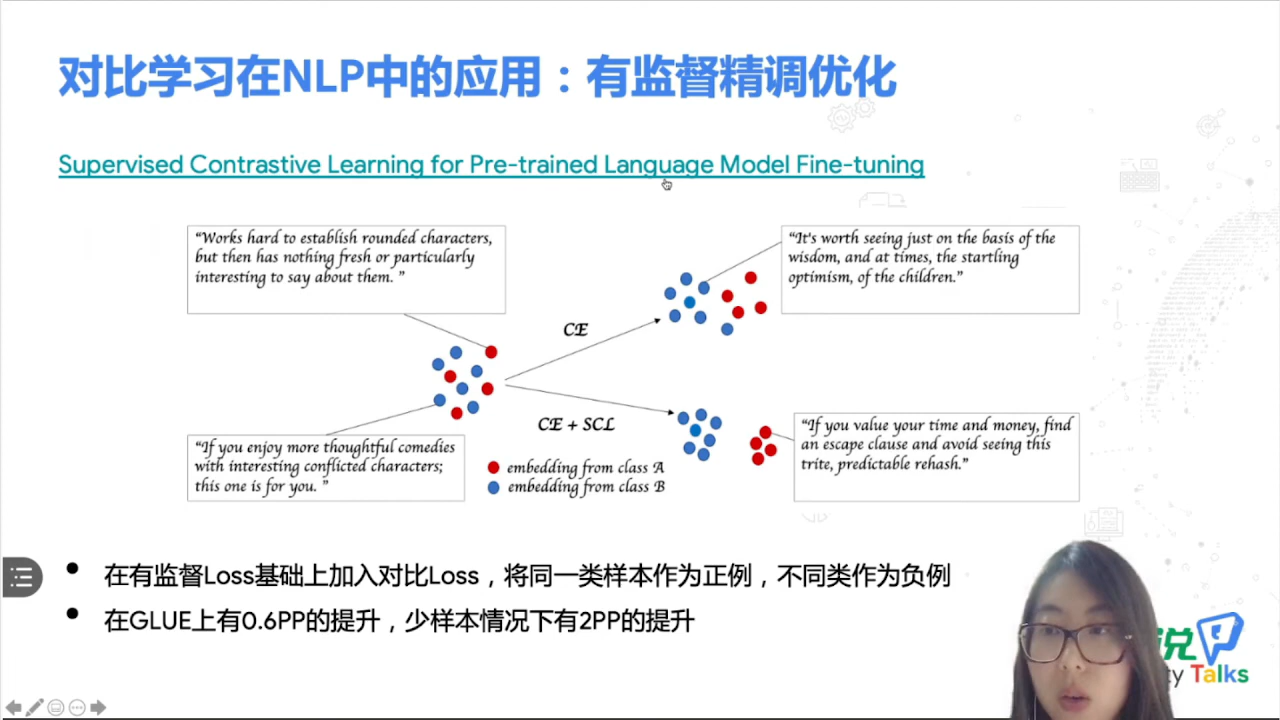 对比学习在NLP中的应用：有监督精调优化
Supervised Contrastive Learning for Pre-trained Language Model Fine-tuning
“Works hard to establish rounded characters,
but then has nothing fresh or particularly
interesting to say about them. ”
“It's worth seeing just on the basis of the
wisdom, and at times, the startling
optimism, of the children.”
CE
CE + SCL
“If you enjoy more thoughtful comedies
with interesting conflicted characters;
this one is for you. ”
embedding from class A
embedding from class B
“If you value your time and money, find
an escape clause and avoid seeing this
trite, predictable rehash.”
在有监督Loss基础上加入对比Loss，将同一类样本作为正例，不同类作为负例
在GLUE上有0.6PP的提升，少样本情况下有2PP的提升
说
ty Talks